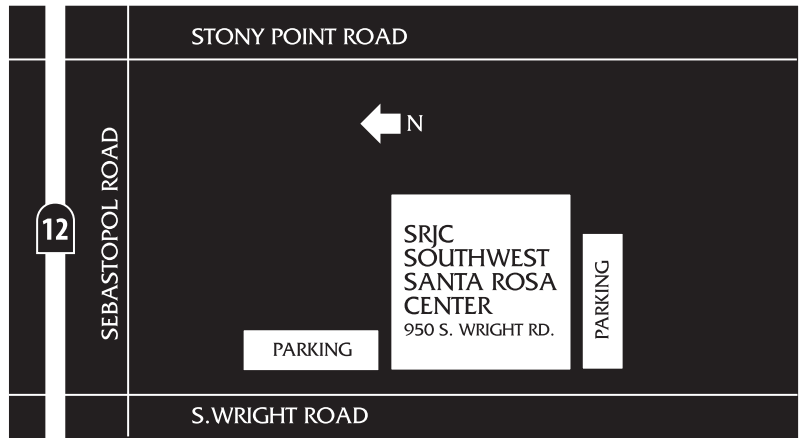 STONY POINT ROAD
N
12
SEBASTOPOL ROAD
SRJC
SOUTHWEST
SANTA ROSA
CENTER
950 S. WRIGHT RD.
PARKING
PARKING
S.WRIGHT ROAD